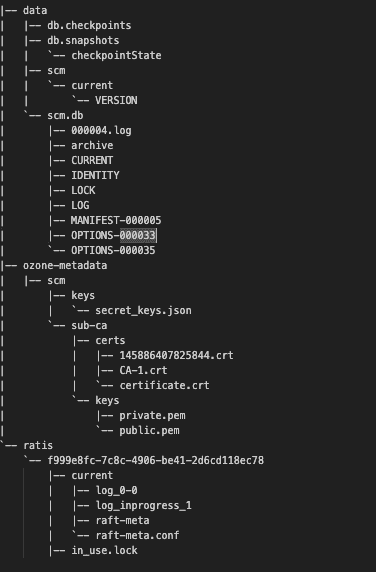 |-- data
|   |-- db.checkpoints
|   |-- db.snapshots
|   |   `-- checkpointState
|   |-- scm
|   |   `-- current
|   |       `-- VERSION
|   `-- scm.db
|       |-- 000004.log
|       |-- archive
|       |-- CURRENT
|       |-- IDENTITY
|       |-- LOCK
|       |-- LOG
|       |-- MANIFEST-000005
|       |-- OPTIONS-000033
|       `-- OPTIONS-000035
|-- ozone-metadata
|   |-- scm
|       |-- keys
|       |   `-- secret_keys.json
|       `-- sub-ca
|           |-- certs
|           |   |-- 145886407825844.crt
|           |   |-- CA-1.crt
|           |   `-- certificate.crt
|           `-- keys
|               |-- private.pem
|               `-- public.pem
`-- ratis
    `-- f999e8fc-7c8c-4906-be41-2d6cd118ec78
        |-- current
        |   |-- log_0-0
        |   |-- log_inprogress_1
        |   |-- raft-meta
        |   `-- raft-meta.conf
        |-- in_use.lock